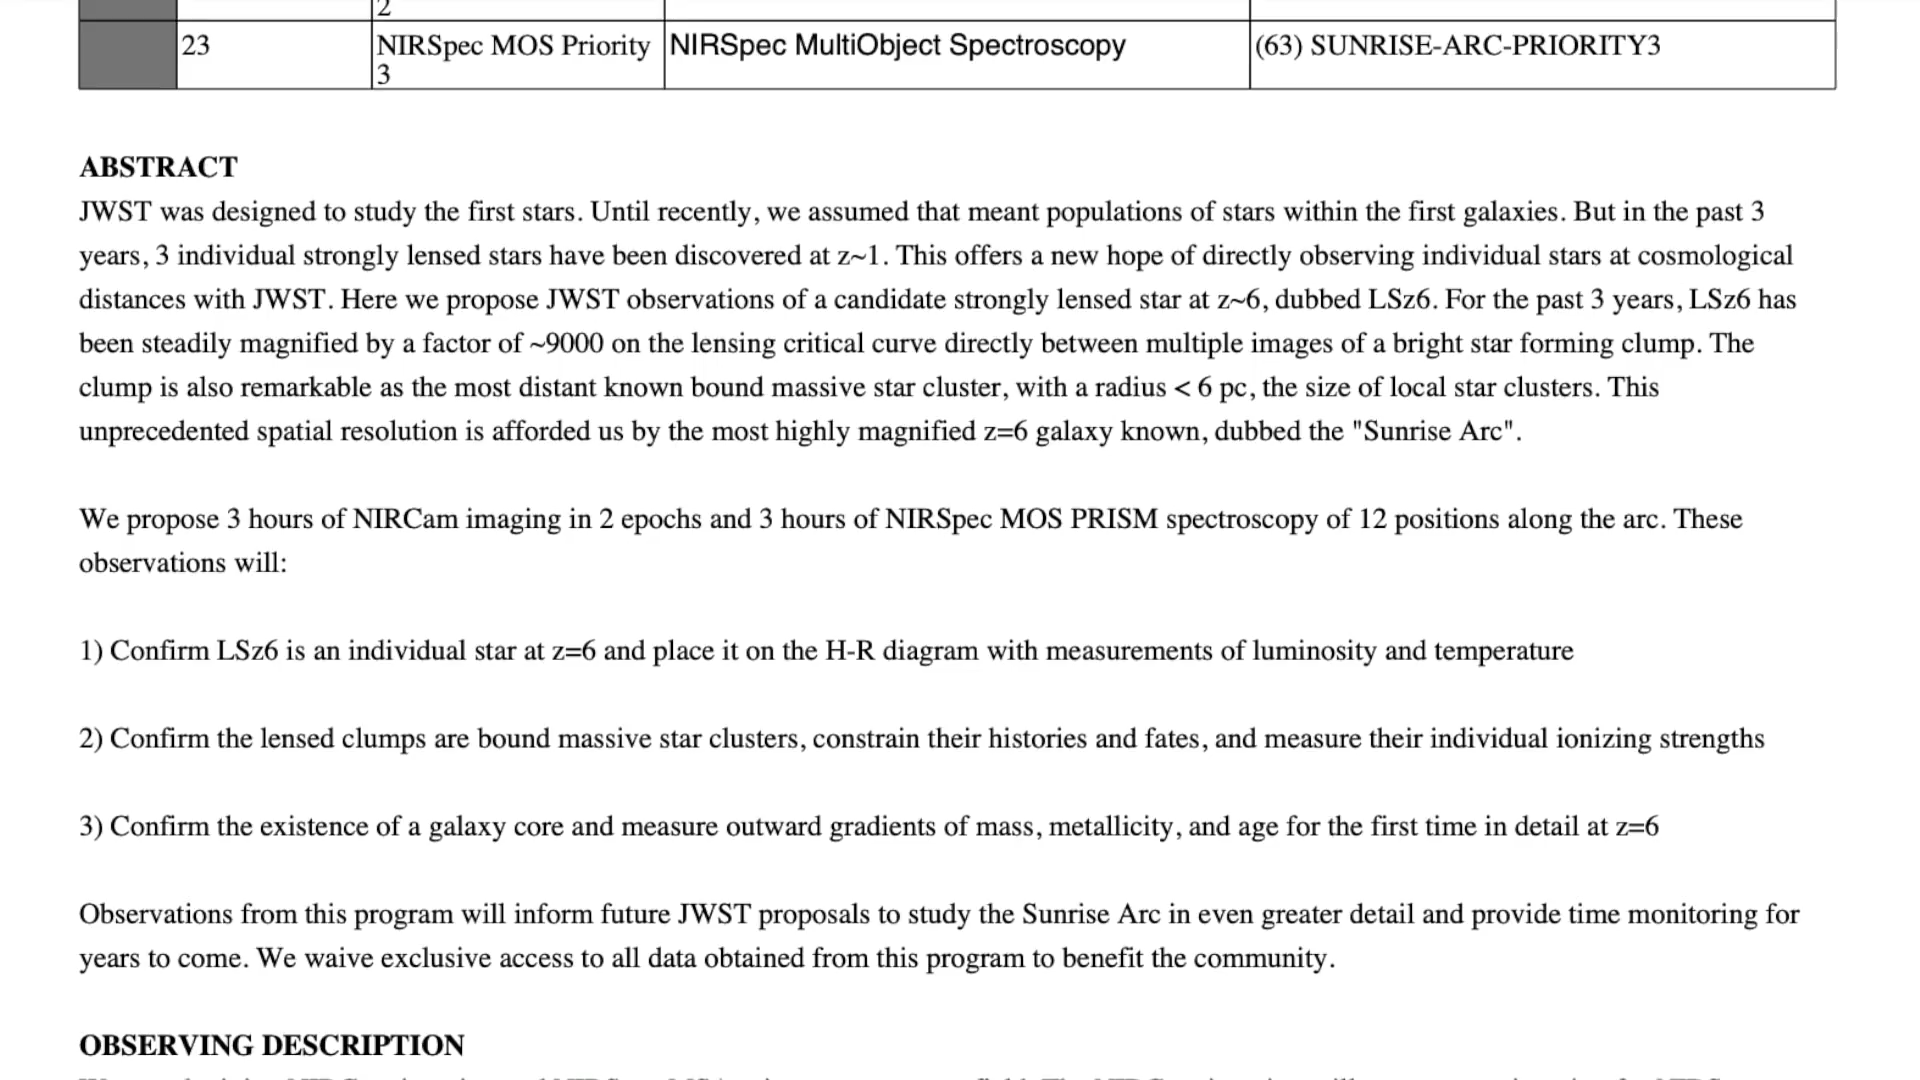 2
23 NIRSpec MOS Priority NIRSpec MultiObject Spectroscopy (63) SUNRISE-ARC-PRIORITY3
3
ABSTRACT
JWST was designed to study the first stars. Until recently, we assumed that meant populations of stars within the first galaxies. But in the past 3
years, 3 individual strongly lensed stars have been discovered at z~1. This offers a new hope of directly observing individual stars at cosmological
distances with JWST. Here we propose JWST observations of a candidate strongly lensed star at z~6, dubbed LSz6. For the past 3 years, LSz6 has
been steadily magnified by a factor of ~9000 on the lensing critical curve directly between multiple images of a bright star forming clump. The
clump is also remarkable as the most distant known bound massive star cluster, with a radius < 6 pc, the size of local star clusters. This
unprecedented spatial resolution is afforded us by the most highly magnified z=6 galaxy known, dubbed the "Sunrise Arc".
We propose 3 hours of NIRCam imaging in 2 epochs and 3 hours of NIRSpec MOS PRISM spectroscopy of 12 positions along the arc. These
observations will:
1) Confirm LSz6 is an individual star at z=6 and place it on the H-R diagram with measurements of luminosity and temperature
2) Confirm the lensed clumps are bound massive star clusters, constrain their histories and fates, and measure their individual ionizing strengths
3) Confirm the existence of a galaxy core and measure outward gradients of mass, metallicity, and age for the first time in detail at z=6
Observations from this program will inform future JWST proposals to study the Sunrise Arc in even greater detail and provide time monitoring for
years to come. We waive exclusive access to all data obtained from this program to benefit the community.
OBSERVING DESCRIPTION